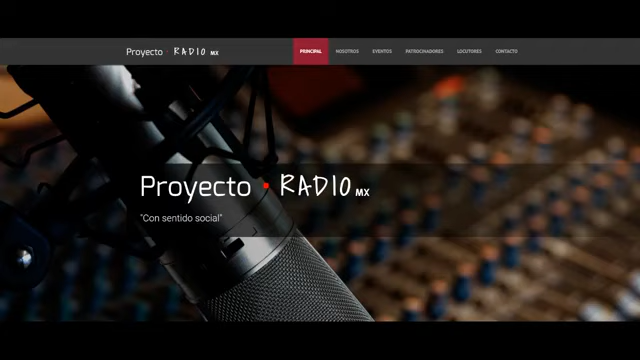 Proyecto · RADIO MX
PRINCIPAL NOSOTROS EVENTOS PATROCINADORES LOCUTORES CONTACTO
Proyecto · RADIO MX
"Con sentido social"